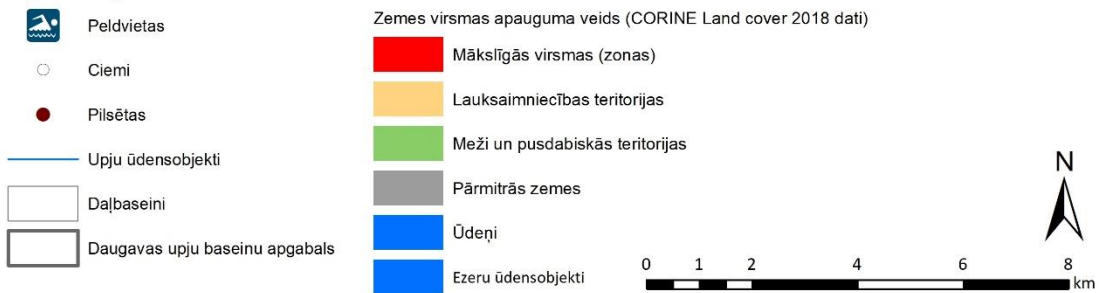 Peldvietas
Ciemi
Pilsētas
Upju ūdensobjekti
Daļbaseini
Daugavas upju baseinu apgabals
Zemes virsmas apauguma veids (CORINE Land cover 2018 dati)
Mākslīgās virsmas (zonas)
Lauksaimniecības teritorijas
Meži un pusdabiskās teritorijas
Pārmitrās zemes
Ūdeņi
Ezeru ūdensobjekti
N
0 1 2 4 6 8
km